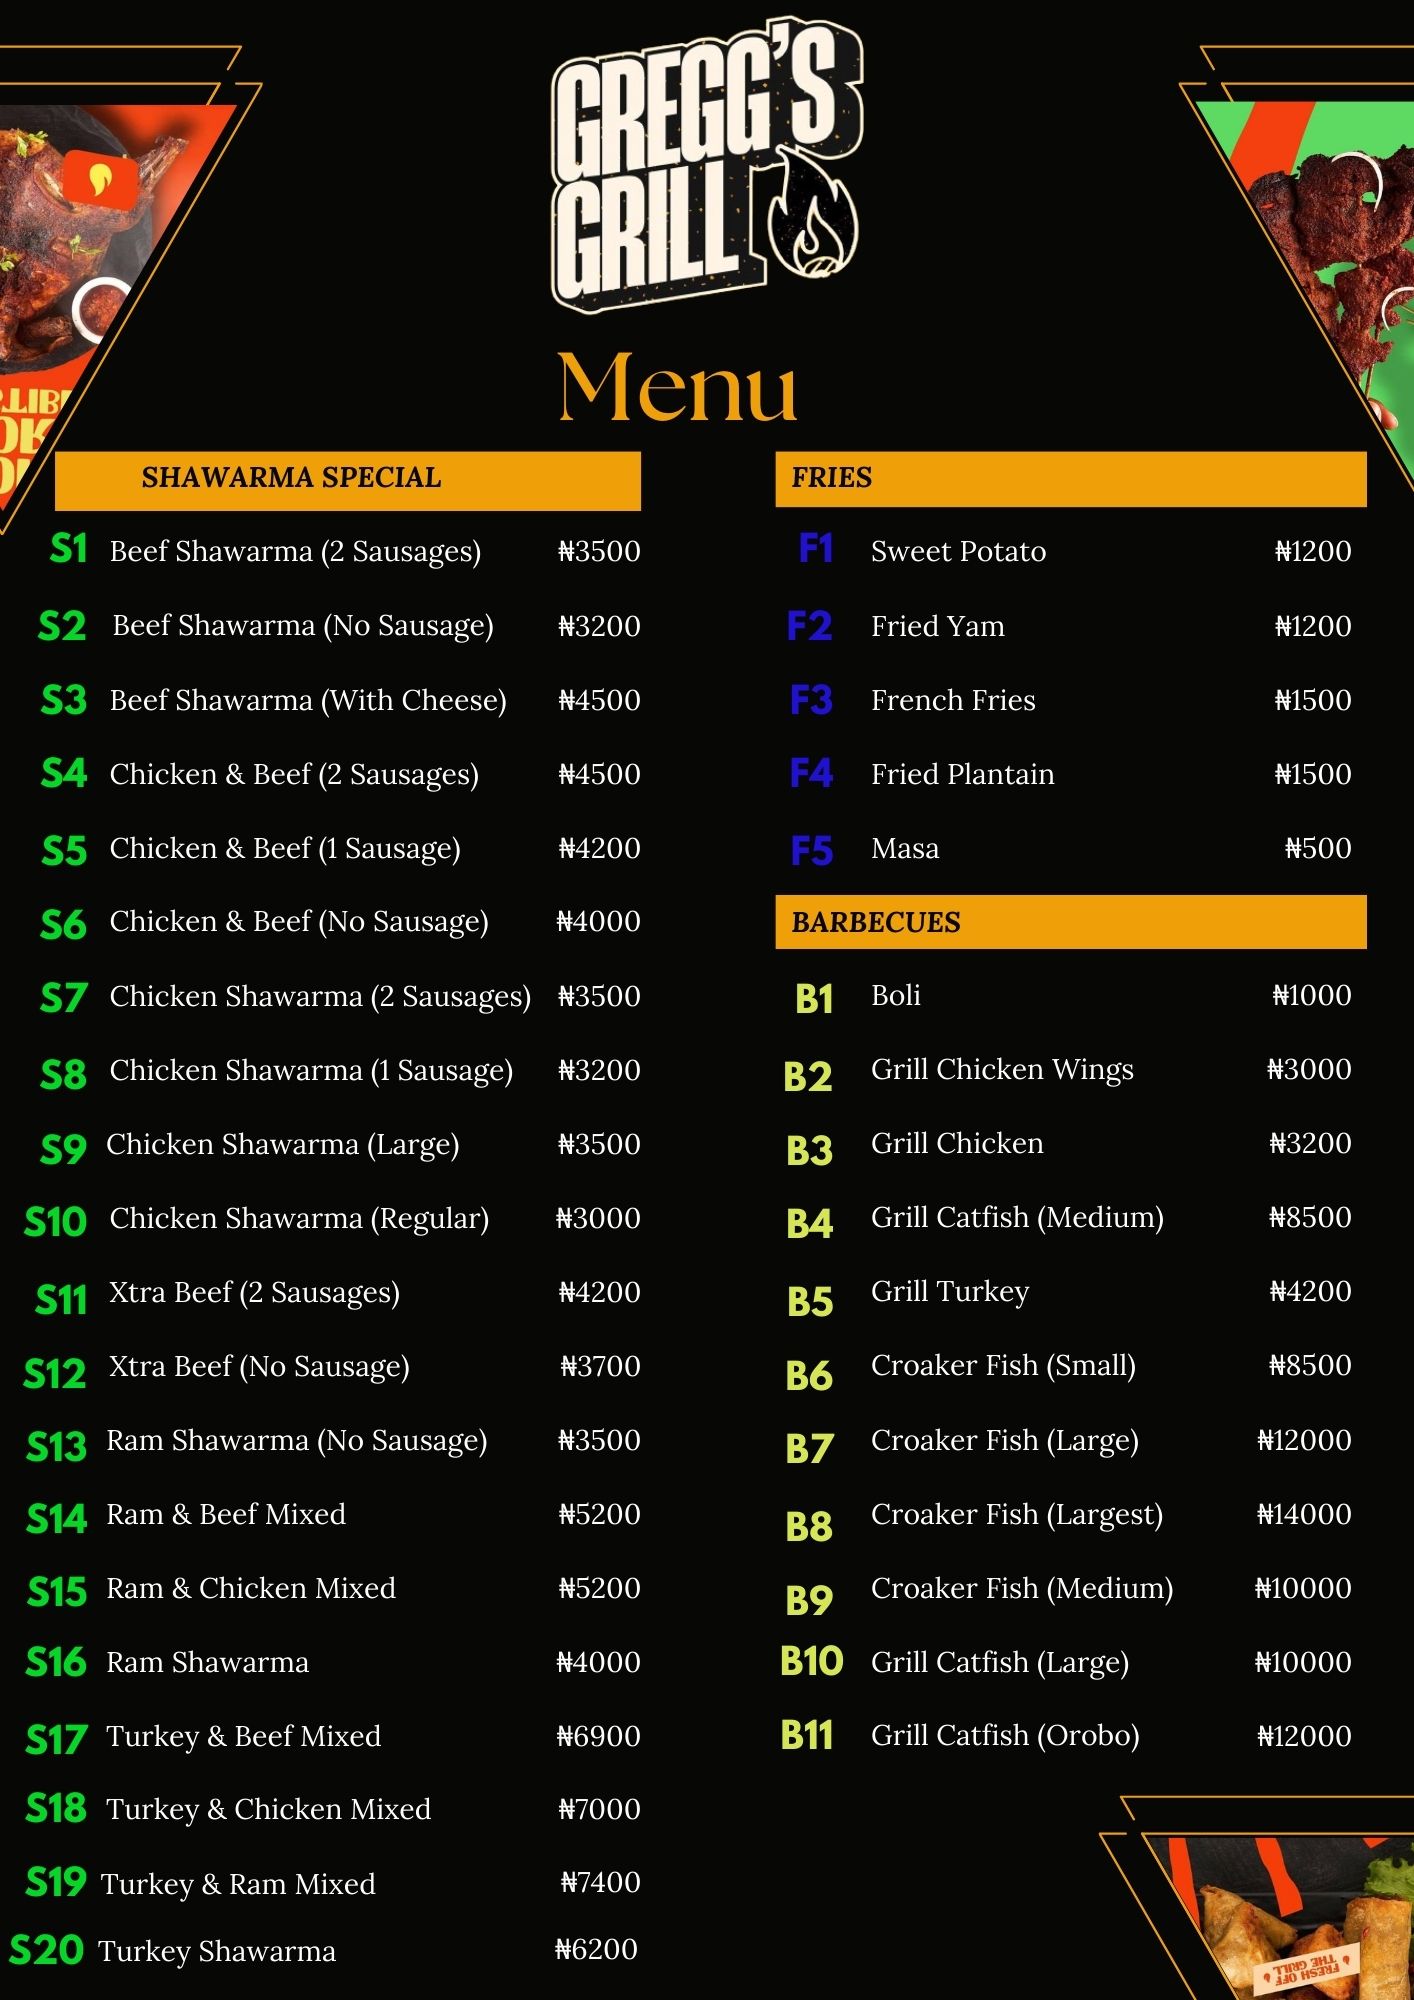 GREGG'S
GRILL
Menu
SHAWARMA SPECIAL
S1 Beef Shawarma (2 Sausages) ₦3500
S2 Beef Shawarma (No Sausage) ₦3200
S3 Beef Shawarma (With Cheese) ₦4500
S4 Chicken & Beef (2 Sausages) ₦4500
S5 Chicken & Beef (1 Sausage) ₦4200
S6 Chicken & Beef (No Sausage) ₦4000
S7 Chicken Shawarma (2 Sausages) ₦3500
S8 Chicken Shawarma (1 Sausage) ₦3200
S9 Chicken Shawarma (Large) ₦3500
S10 Chicken Shawarma (Regular) ₦3000
S11 Xtra Beef (2 Sausages) ₦4200
S12 Xtra Beef (No Sausage) ₦3700
S13 Ram Shawarma (No Sausage) ₦3500
S14 Ram & Beef Mixed ₦5200
S15 Ram & Chicken Mixed ₦5200
S16 Ram Shawarma ₦4000
S17 Turkey & Beef Mixed ₦6900
S18 Turkey & Chicken Mixed ₦7000
S19 Turkey & Ram Mixed ₦7400
S20 Turkey Shawarma ₦6200
FRIES
F1 Sweet Potato ₦1200
F2 Fried Yam ₦1200
F3 French Fries ₦1500
F4 Fried Plantain ₦1500
F5 Masa ₦500
BARBECUES
B1 Boli ₦1000
B2 Grill Chicken Wings ₦3000
B3 Grill Chicken ₦3200
B4 Grill Catfish (Medium) ₦8500
B5 Grill Turkey ₦4200
B6 Croaker Fish (Small) ₦8500
B7 Croaker Fish (Large) ₦12000
B8 Croaker Fish (Largest) ₦14000
B9 Croaker Fish (Medium) ₦10000
B10 Grill Catfish (Large) ₦10000
B11 Grill Catfish (Orobo) ₦12000
FRESH OFF
THE GRILL